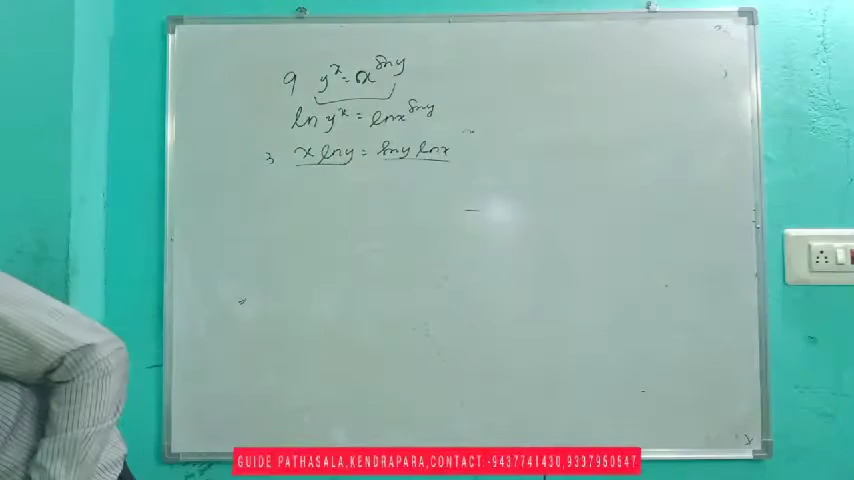 9 y^x = x^sin y
ln y^x = ln x^sin y
⇒ x ln y = sin y ln x
GUIDE PATHASALA,KENDRAPARA,CONTACT:-9437741430,9337950547